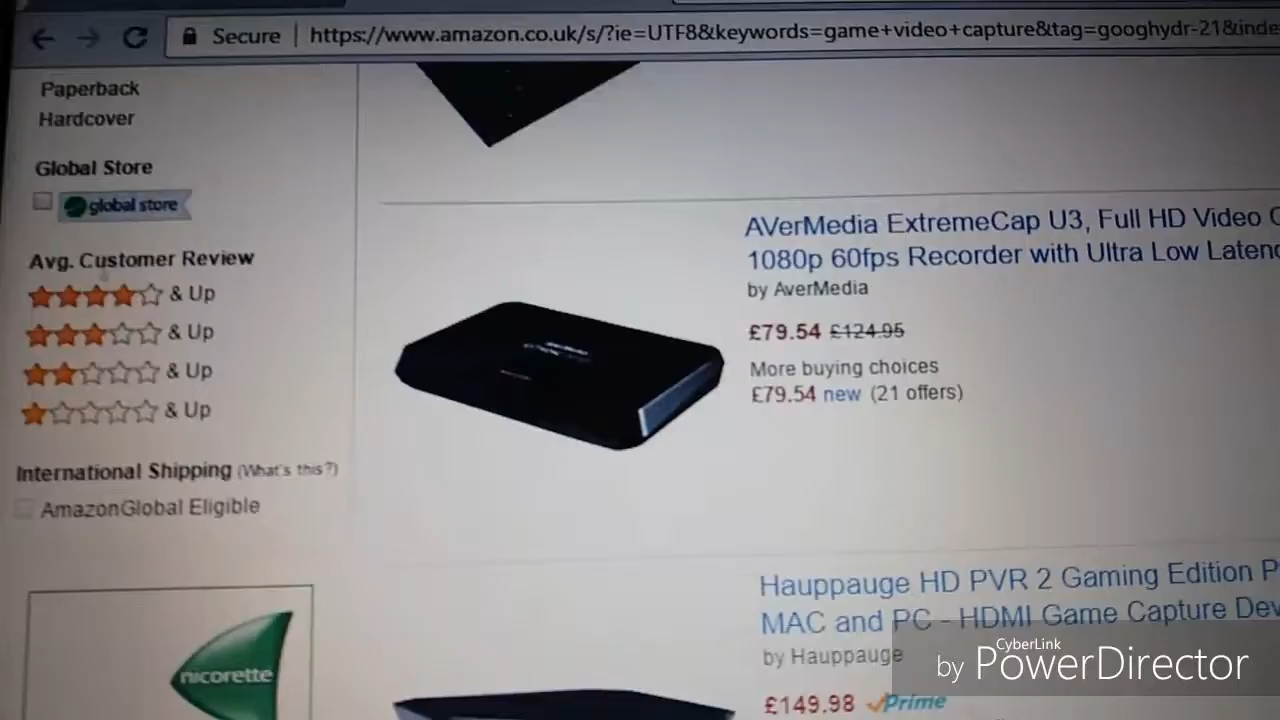 Secure
https://www.amazon.co.uk/s/?ie=UTF8&keywords=game+video+capture&tag=googhydr-21&inde
Paperback
Hardcover
Global Store
global store
Avg. Customer Review
& Up
& Up
& Up
& Up
International Shipping (What's this?)
AmazonGlobal Eligible
nicorette
AVerMedia ExtremeCap U3, Full HD Video C
1080p 60fps Recorder with Ultra Low Latenc
by AverMedia
£79.54 £124.95
More buying choices
£79.54 new (21 offers)
Hauppauge HD PVR 2 Gaming Edition P
MAC and PC - HDMI Game Capture Dev
by Hauppauge
£149.98 Prime
CyberLink
by PowerDirector